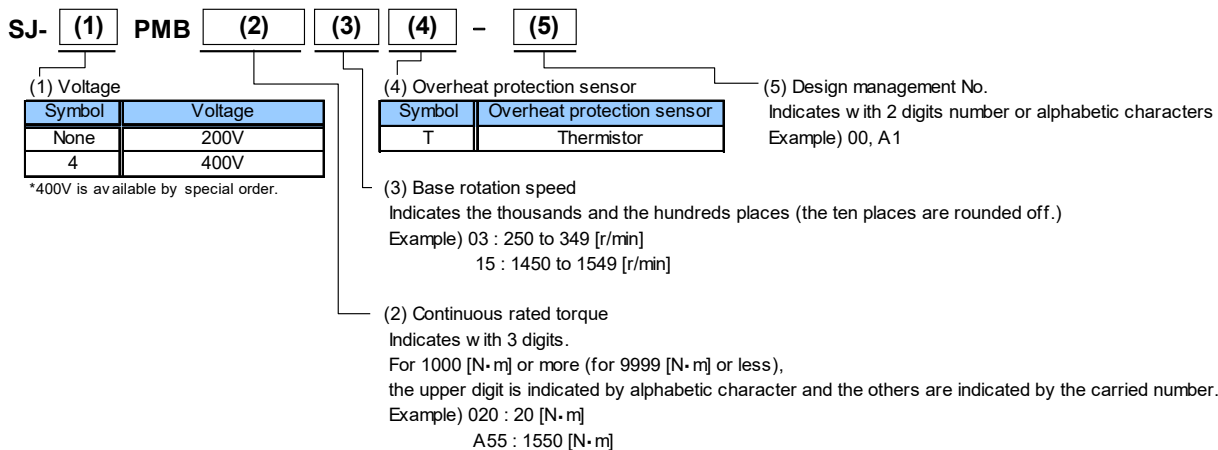 SJ- (1) PMB (2) (3) (4) – (5)
(1) Voltage
Symbol Voltage
None 200V
4 400V
*400V is available by special order.
(4) Overheat protection sensor
Symbol Overheat protection sensor
T Thermistor
(5) Design management No.
Indicates with 2 digits number or alphabetic characters
Example) 00, A1
(3) Base rotation speed
Indicates the thousands and the hundreds places (the ten places are rounded off.)
Example) 03 : 250 to 349 [r/min]
15 : 1450 to 1549 [r/min]
(2) Continuous rated torque
Indicates with 3 digits.
For 1000 [N・m] or more (for 9999 [N・m] or less),
the upper digit is indicated by alphabetic character and the others are indicated by the carried number.
Example) 020 : 20 [N・m]
A55 : 1550 [N・m]